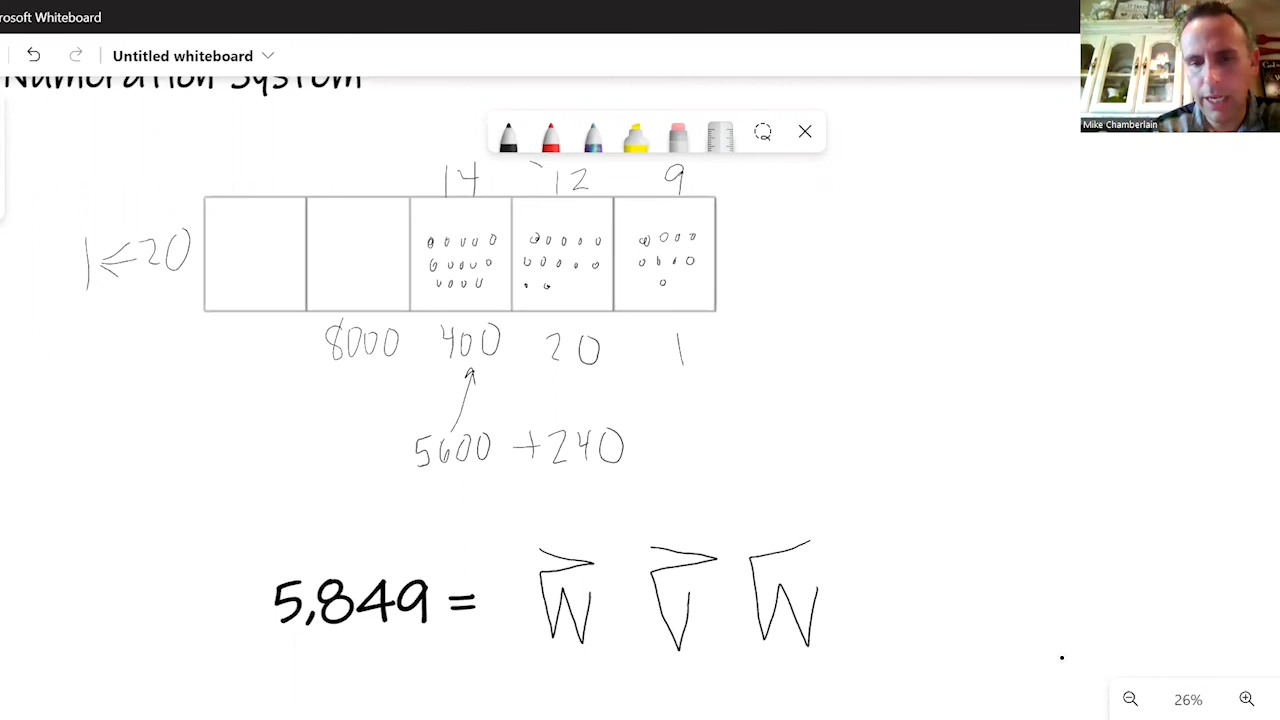 rosoft Whiteboard
Untitled whiteboard
Numeration System
Mike Chamberlain
14 12 9
1 ← 20
8000 400 20 1
5600 + 240
5,849 =
26%